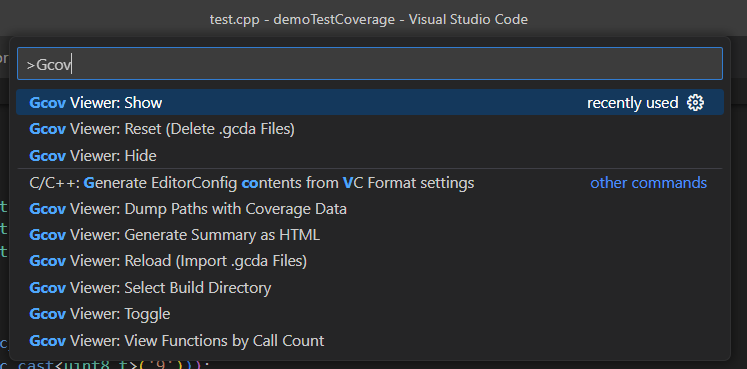 test.cpp - demoTestCoverage - Visual Studio Code
>Gcov
Gcov Viewer: Show recently used
Gcov Viewer: Reset (Delete .gcda Files)
Gcov Viewer: Hide
C/C++: Generate EditorConfig contents from VC Format settings other commands
Gcov Viewer: Dump Paths with Coverage Data
Gcov Viewer: Generate Summary as HTML
Gcov Viewer: Reload (Import .gcda Files)
Gcov Viewer: Select Build Directory
Gcov Viewer: Toggle
Gcov Viewer: View Functions by Call Count